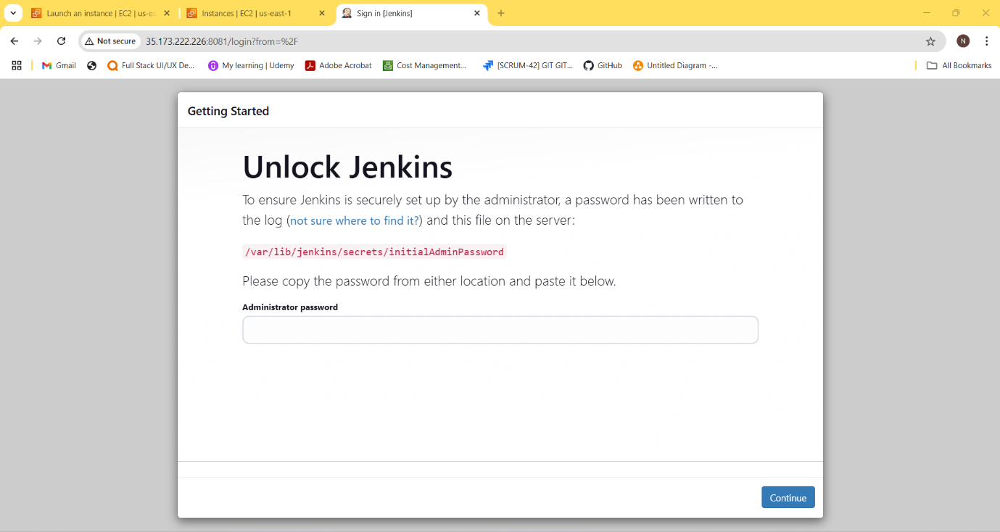 Launch an instance | EC2 | us-ea
Instances | EC2 | us-east-1
Sign in [Jenkins]
Not secure
35.173.222.226:8081/login?from=%2F
N
Gmail
Full Stack UI/UX De...
My learning | Udemy
Adobe Acrobat
Cost Management...
[SCRUM-42] GIT GIT...
GitHub
Untitled Diagram -...
All Bookmarks
Getting Started
Unlock Jenkins
To ensure Jenkins is securely set up by the administrator, a password has been written to
the log (not sure where to find it?) and this file on the server:
/var/lib/jenkins/secrets/initialAdminPassword
Please copy the password from either location and paste it below.
Administrator password
Continue